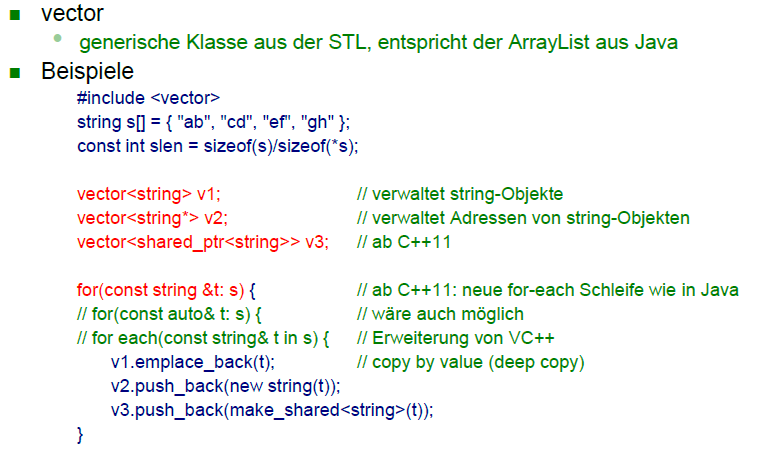 vector
generische Klasse aus der STL, entspricht der ArrayList aus Java
Beispiele
#include <vector>
string s[] = { "ab", "cd", "ef", "gh" };
const int slen = sizeof(s)/sizeof(*s);
vector<string> v1; // verwaltet string-Objekte
vector<string*> v2; // verwaltet Adressen von string-Objekten
vector<shared_ptr<string>> v3; // ab C++11
for(const string &t: s) { // ab C++11: neue for-each Schleife wie in Java
// for(const auto& t: s) { // wäre auch möglich
// for each(const string& t in s) { // Erweiterung von VC++
v1.emplace_back(t); // copy by value (deep copy)
v2.push_back(new string(t));
v3.push_back(make_shared<string>(t));
}